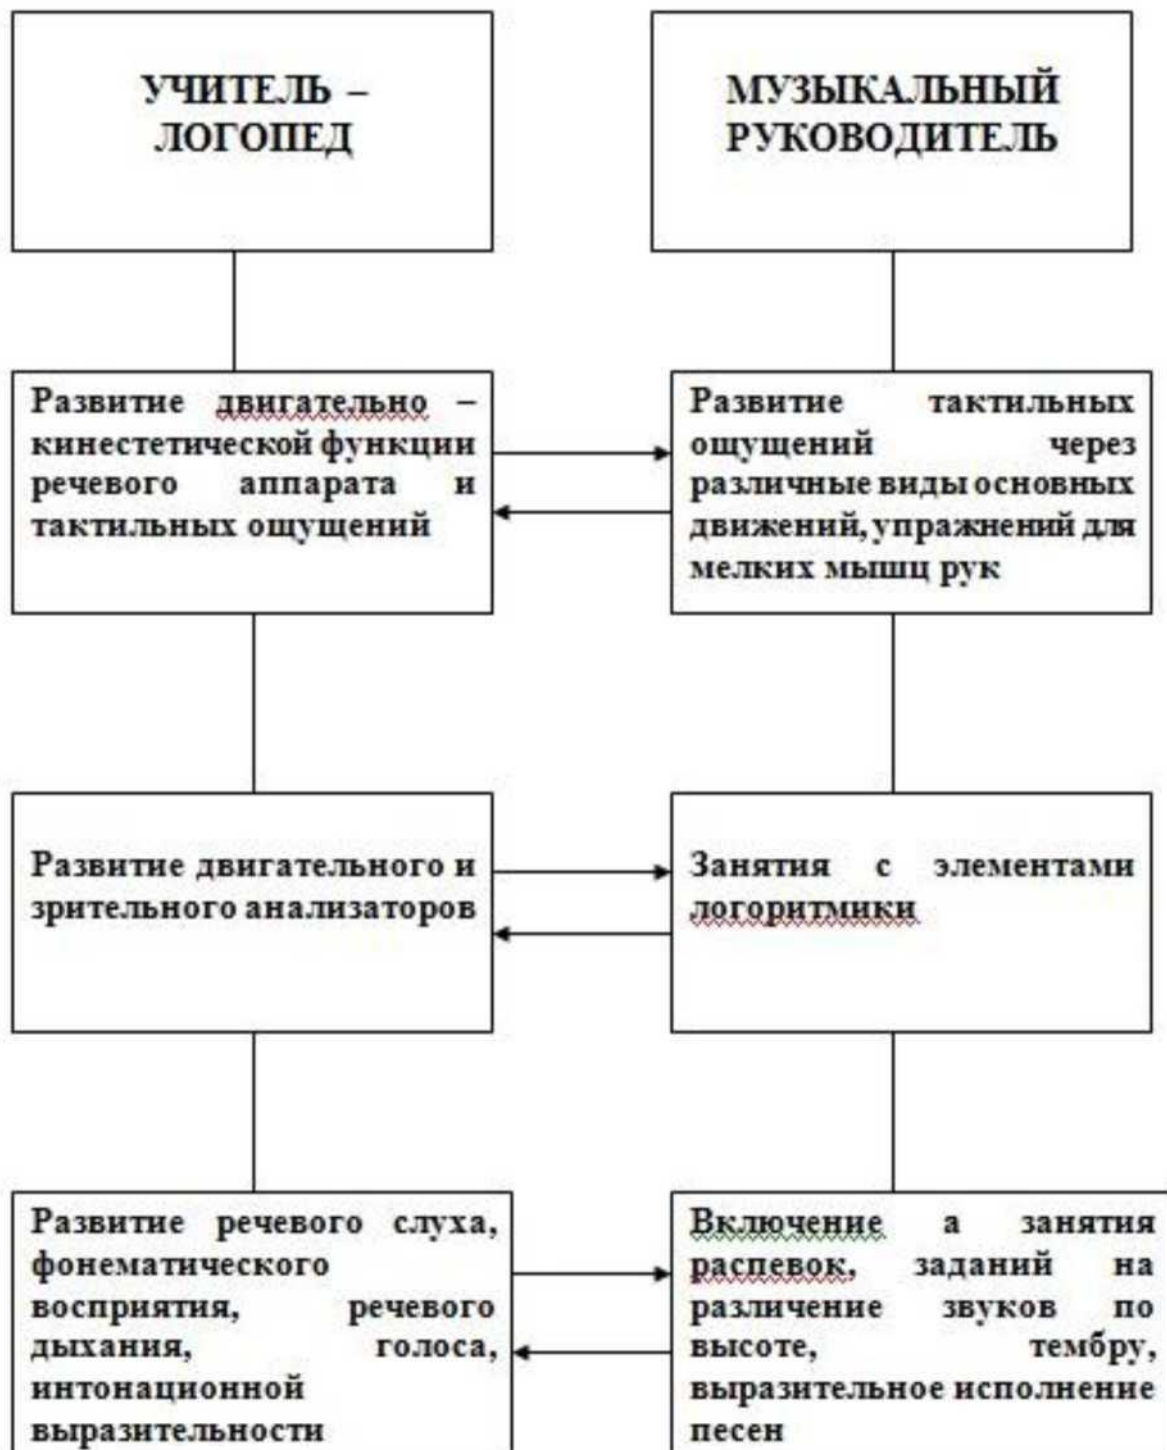 УЧИТЕЛЬ –
ЛОГОПЕД
МУЗЫКАЛЬНЫЙ
РУКОВОДИТЕЛЬ
Развитие двигательно –
кинестетической функции
речевого аппарата и
тактильных ощущений
Развитие тактильных
ощущений через
различные виды основных
движений, упражнений для
мелких мышц рук
Развитие двигательного и
зрительного анализаторов
Занятия с элементами
логоритмики
Развитие речевого слуха,
фонематического
восприятия, речевого
дыхания, голоса,
интонационной
выразительности
Включение а занятия
распевок, заданий на
различение звуков по
высоте, тембру,
выразительное исполнение
песен